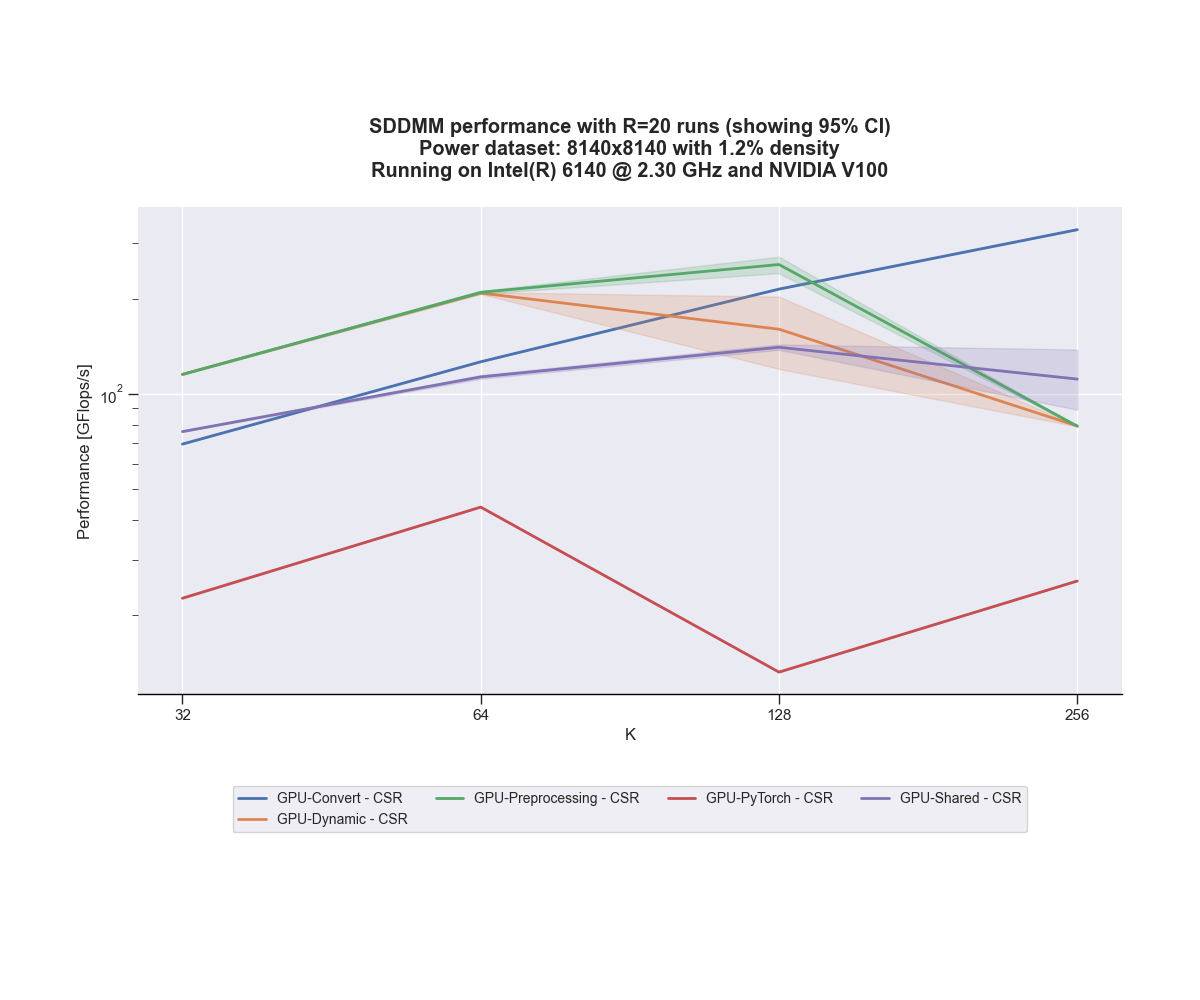 SDDMM performance with R=20 runs (showing 95% CI)
Power dataset: 8140x8140 with 1.2% density
Running on Intel(R) 6140 @ 2.30 GHz and NVIDIA V100
Performance [GFlops/s]
10²
32 64 128 256
K
GPU-Convert - CSR GPU-Preprocessing - CSR GPU-PyTorch - CSR GPU-Shared - CSR
GPU-Dynamic - CSR